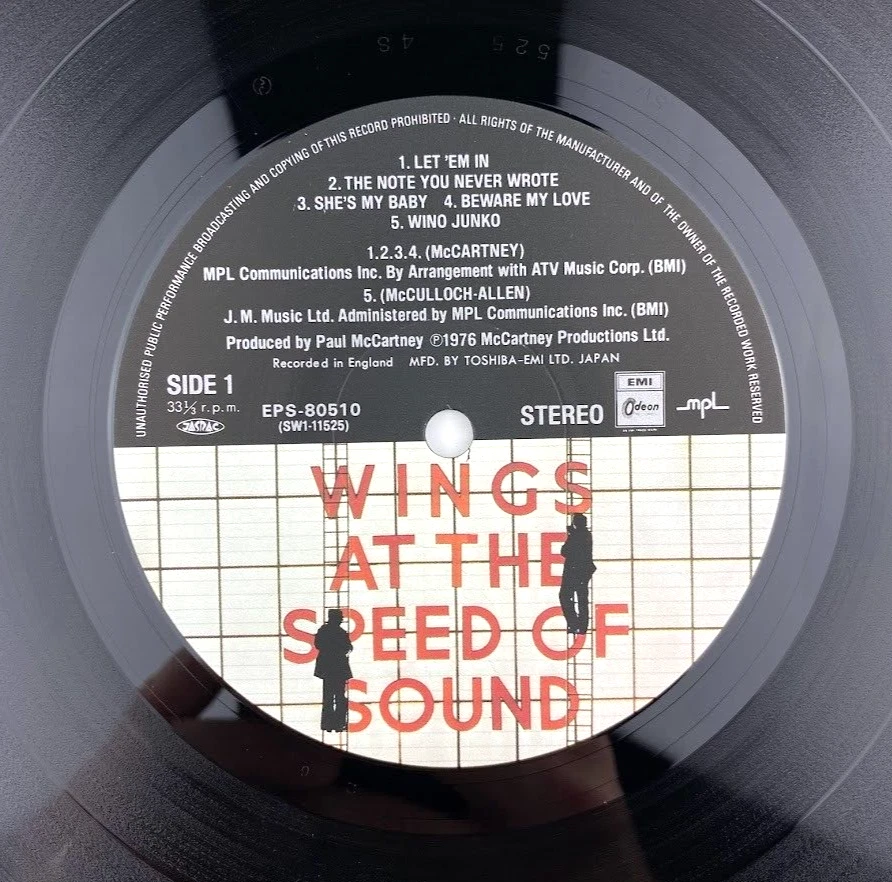 UNAUTHORISED PUBLIC PERFORMANCE BROADCASTING AND COPYING OF THIS RECORD PROHIBITED · ALL RIGHTS OF THE MANUFACTURER AND OF THE OWNER OF THE RECORDED WORK RESERVED
1. LET 'EM IN
2. THE NOTE YOU NEVER WROTE
3. SHE'S MY BABY 4. BEWARE MY LOVE
5. WINO JUNKO
1.2.3.4. (McCARTNEY)
MPL Communications Inc. By Arrangement with ATV Music Corp. (BMI)
5. (McCULLOCH-ALLEN)
J. M. Music Ltd. Administered by MPL Communications Inc. (BMI)
Produced by Paul McCartney ℗1976 McCartney Productions Ltd.
Recorded in England MFD. BY TOSHIBA-EMI LTD. JAPAN
SIDE 1
33⅓ r.p.m.
JASRAC
EPS-80510
(SW1-11525)
STEREO
EMI
Odeon
mpl
WINGS
AT THE
SPEED OF
SOUND